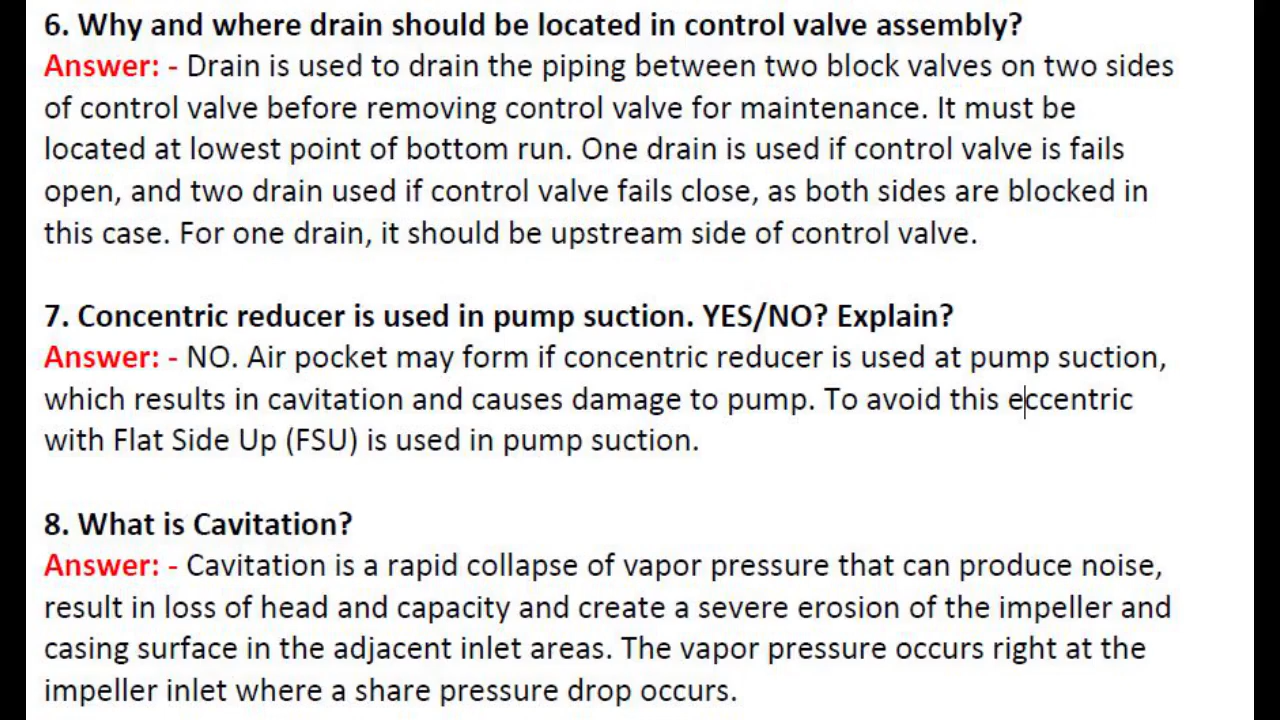 6. Why and where drain should be located in control valve assembly?
Answer: - Drain is used to drain the piping between two block valves on two sides
of control valve before removing control valve for maintenance. It must be
located at lowest point of bottom run. One drain is used if control valve is fails
open, and two drain used if control valve fails close, as both sides are blocked in
this case. For one drain, it should be upstream side of control valve.
7. Concentric reducer is used in pump suction. YES/NO? Explain?
Answer: - NO. Air pocket may form if concentric reducer is used at pump suction,
which results in cavitation and causes damage to pump. To avoid this eccentric
with Flat Side Up (FSU) is used in pump suction.
8. What is Cavitation?
Answer: - Cavitation is a rapid collapse of vapor pressure that can produce noise,
result in loss of head and capacity and create a severe erosion of the impeller and
casing surface in the adjacent inlet areas. The vapor pressure occurs right at the
impeller inlet where a share pressure drop occurs.